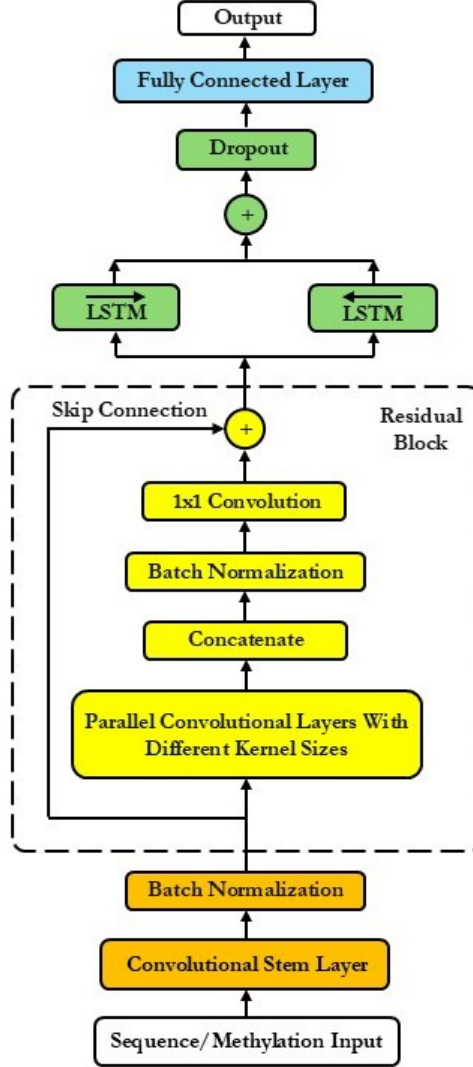 Output
Fully Connected Layer
Dropout
+
LSTM
LSTM
Skip Connection
Residual
Block
+
1x1 Convolution
Batch Normalization
Concatenate
Parallel Convolutional Layers With
Different Kernel Sizes
Batch Normalization
Convolutional Stem Layer
Sequence/Methylation Input